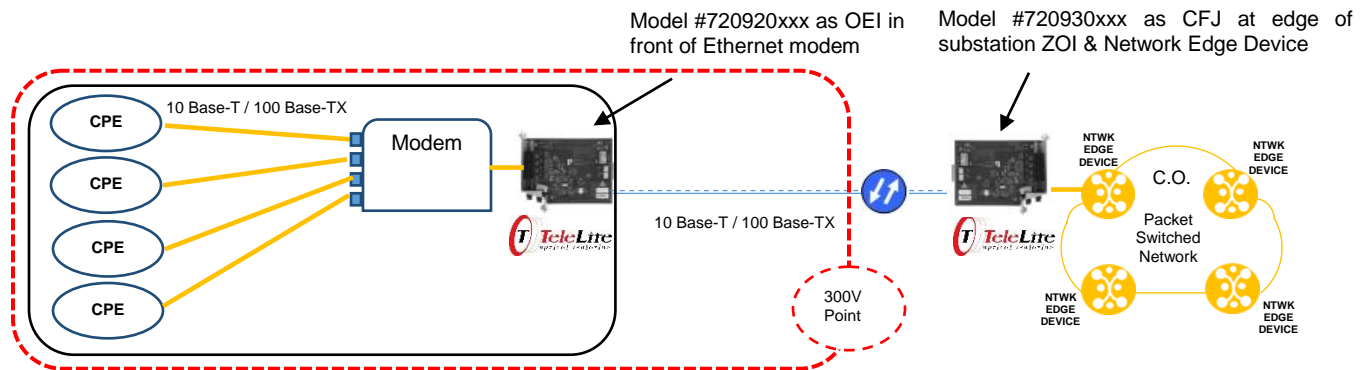 Model #720920xxx as OEI in
front of Ethernet modem
Model #720930xxx as CFJ at edge of
substation ZOI & Network Edge Device
10 Base-T / 100 Base-TX
CPE
CPE
CPE
CPE
Modem
T TeleLite
10 Base-T / 100 Base-TX
300V
Point
T TeleLite
NTWK
EDGE
DEVICE
NTWK
EDGE
DEVICE
C.O.
Packet
Switched
Network
NTWK
EDGE
DEVICE
NTWK
EDGE
DEVICE